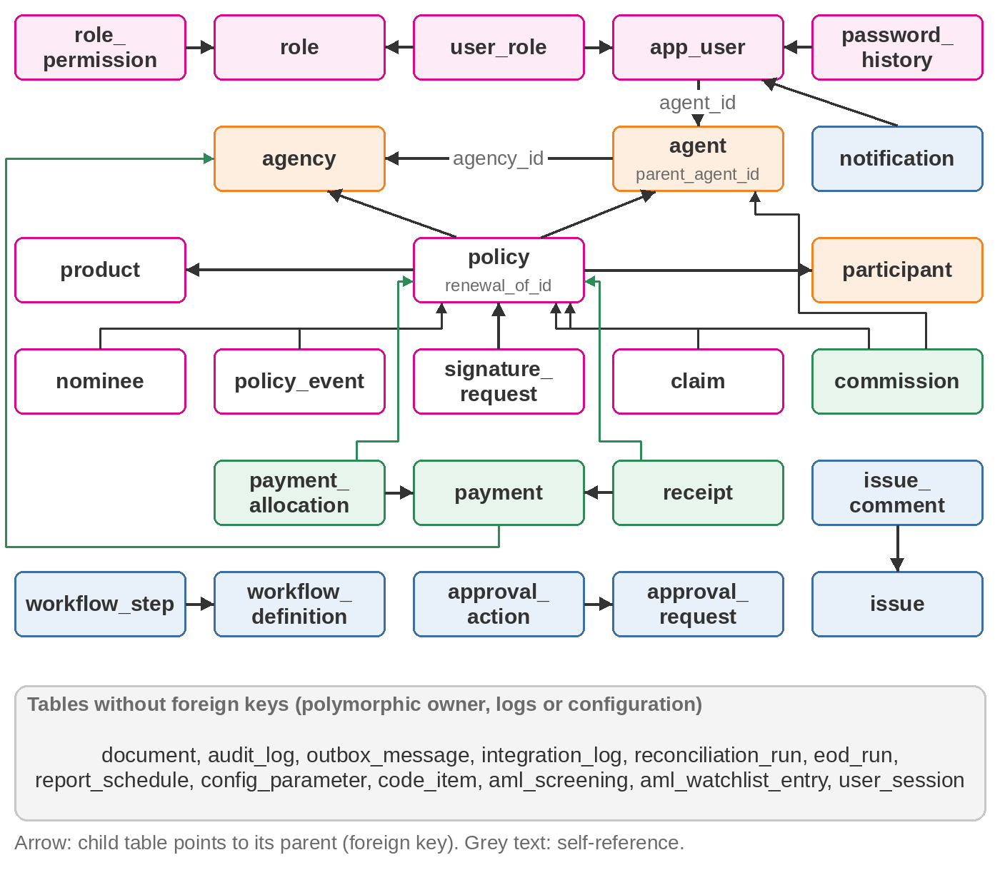 role_
permission
role
user_role
app_user
password_
history
agent_id
agency
agency_id
agent
parent_agent_id
notification
product
policy
renewal_of_id
participant
nominee
policy_event
signature_
request
claim
commission
payment_
allocation
payment
receipt
issue_
comment
workflow_step
workflow_
definition
approval_
action
approval_
request
issue
Tables without foreign keys (polymorphic owner, logs or configuration)
document, audit_log, outbox_message, integration_log, reconciliation_run, eod_run,
report_schedule, config_parameter, code_item, aml_screening, aml_watchlist_entry, user_session
Arrow: child table points to its parent (foreign key). Grey text: self-reference.